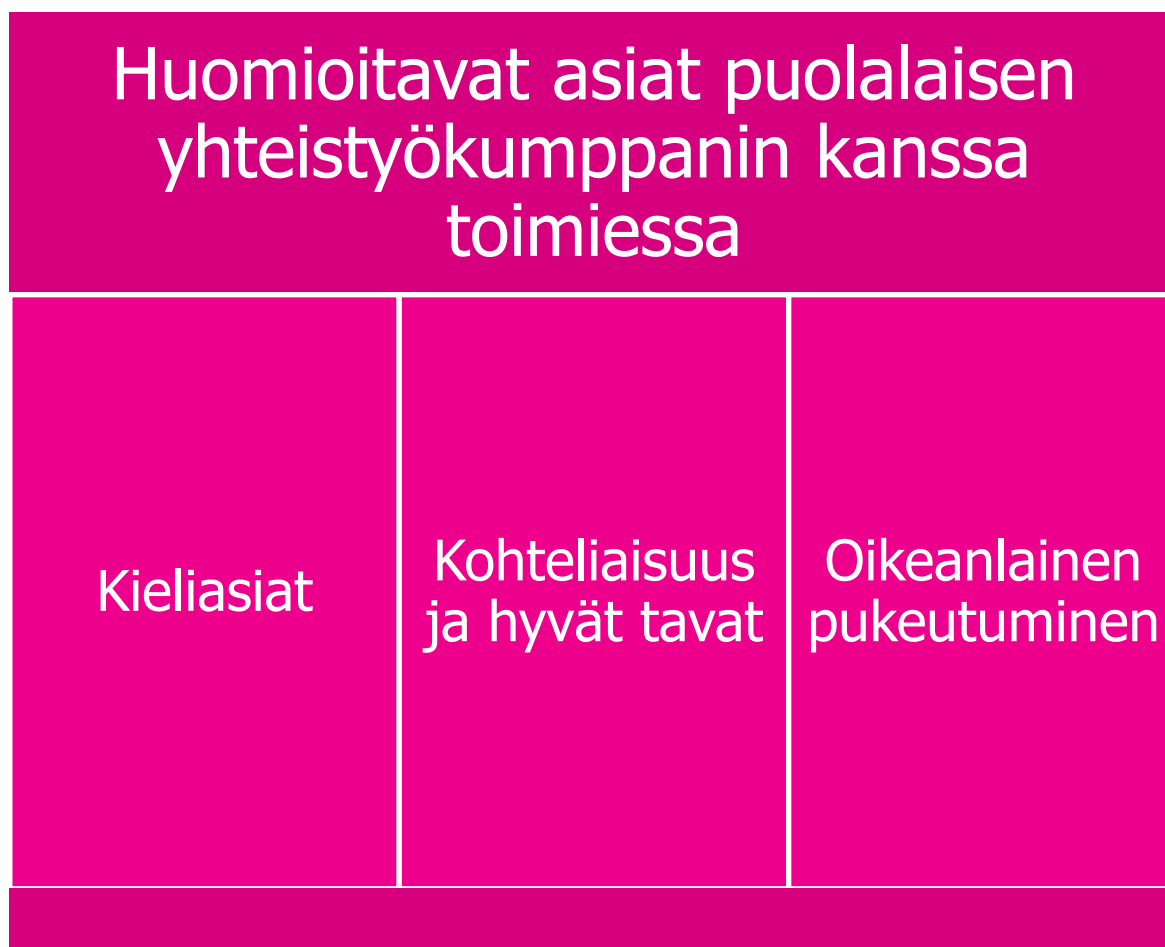 Huomioitavat asiat puolalaisen
yhteistyökumppanin kanssa
toimiessa
Kieliasiat
Kohteliaisuus
ja hyvät tavat
Oikeanlainen
pukeutuminen